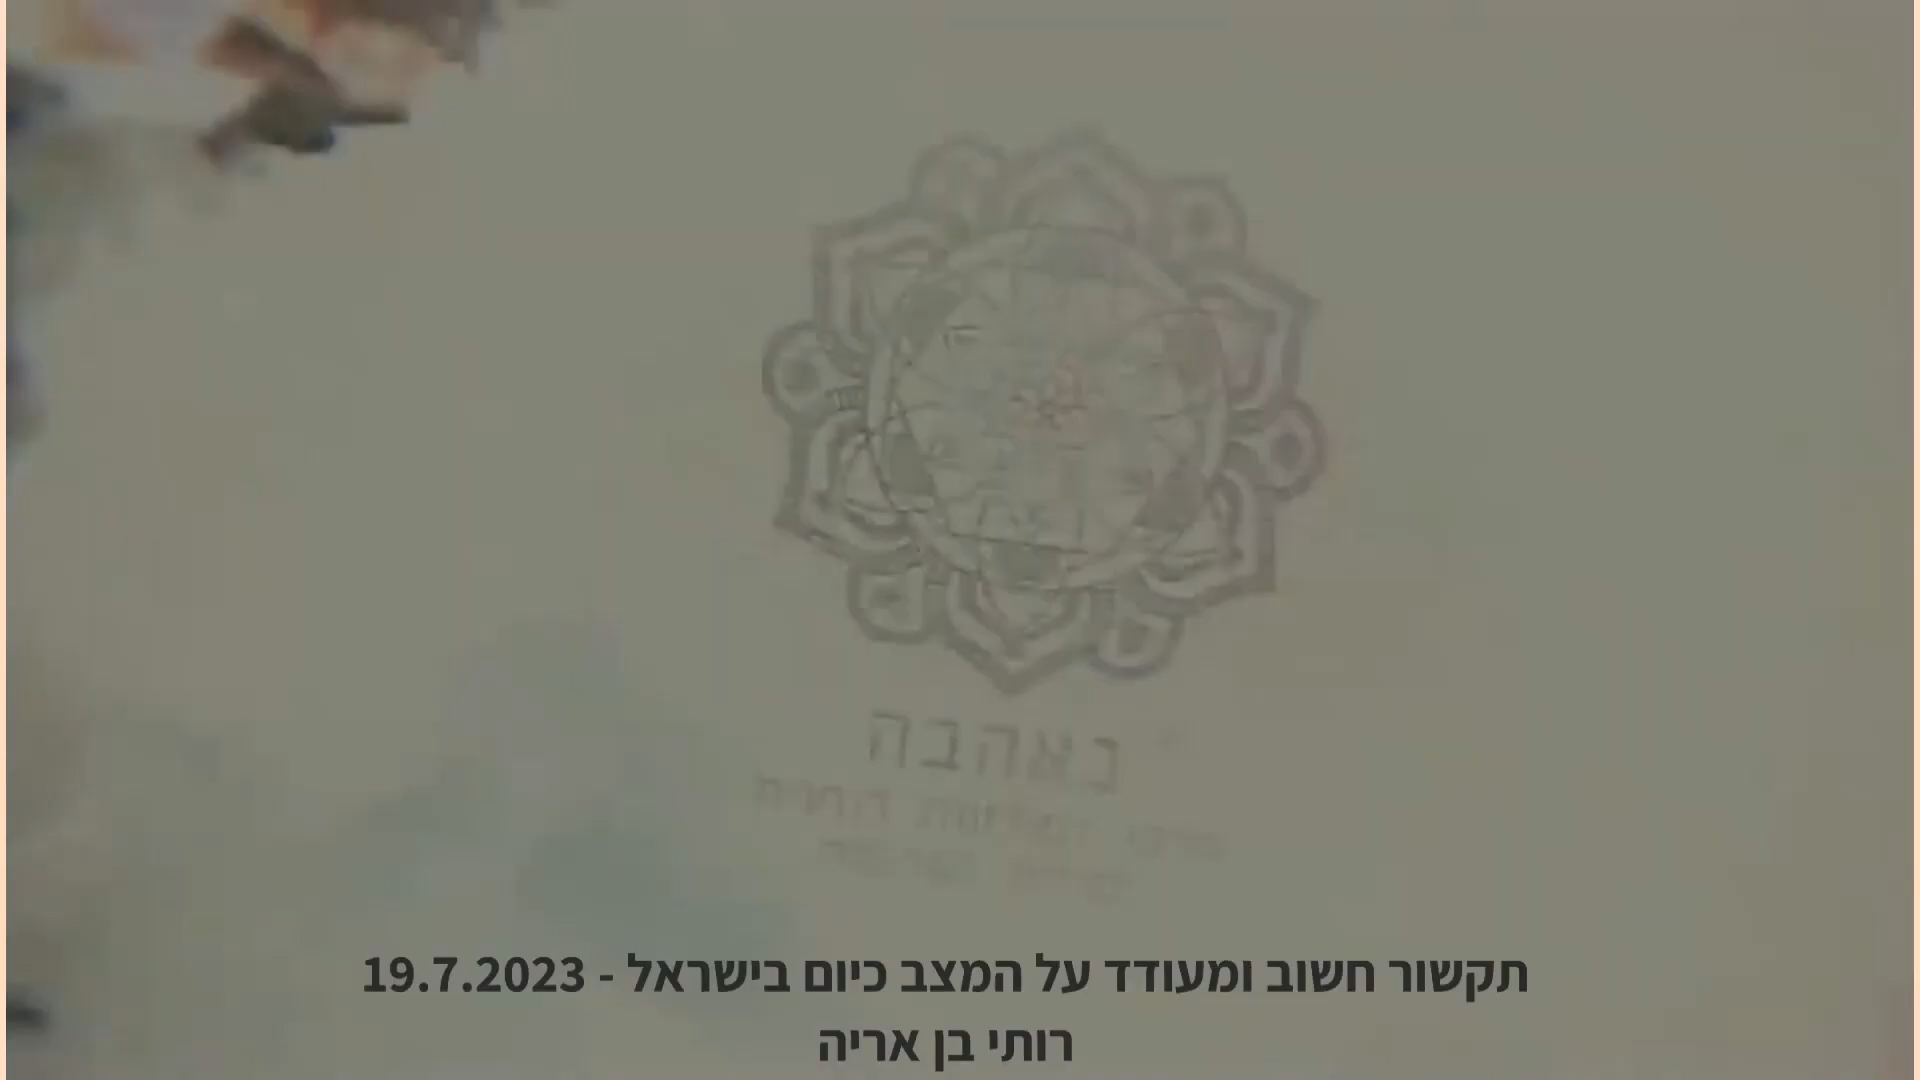 באהבה
תקשור חשוב ומעודד על המצב כיום בישראל - 19.7.2023
רותי בן אריה